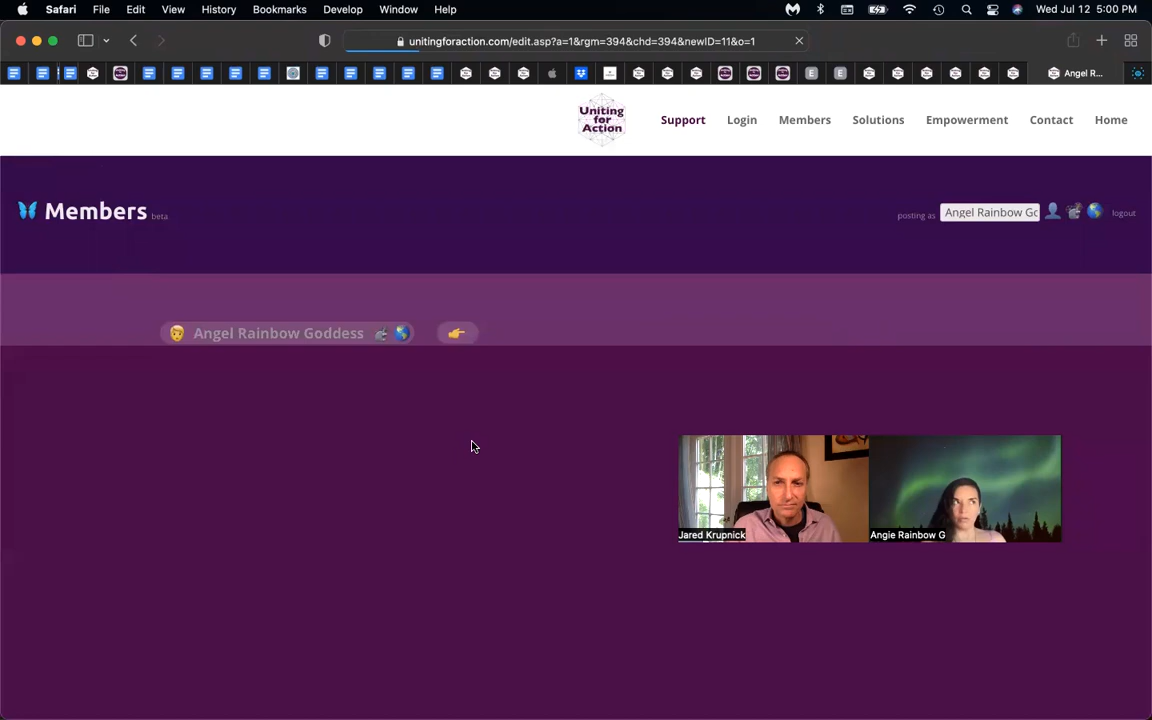 Safari File Edit View History Bookmarks Develop Window Help Wed Jul 12 5:00 PM
unitingforaction.com/edit.asp?a=1&rgm=394&chd=394&newID=11&o=1
E E Angel R...
Uniting
for
Action
Support Login Members Solutions Empowerment Contact Home
Members beta
posting as Angel Rainbow Go logout
Angel Rainbow Goddess
Jared Krupnick
Angie Rainbow G